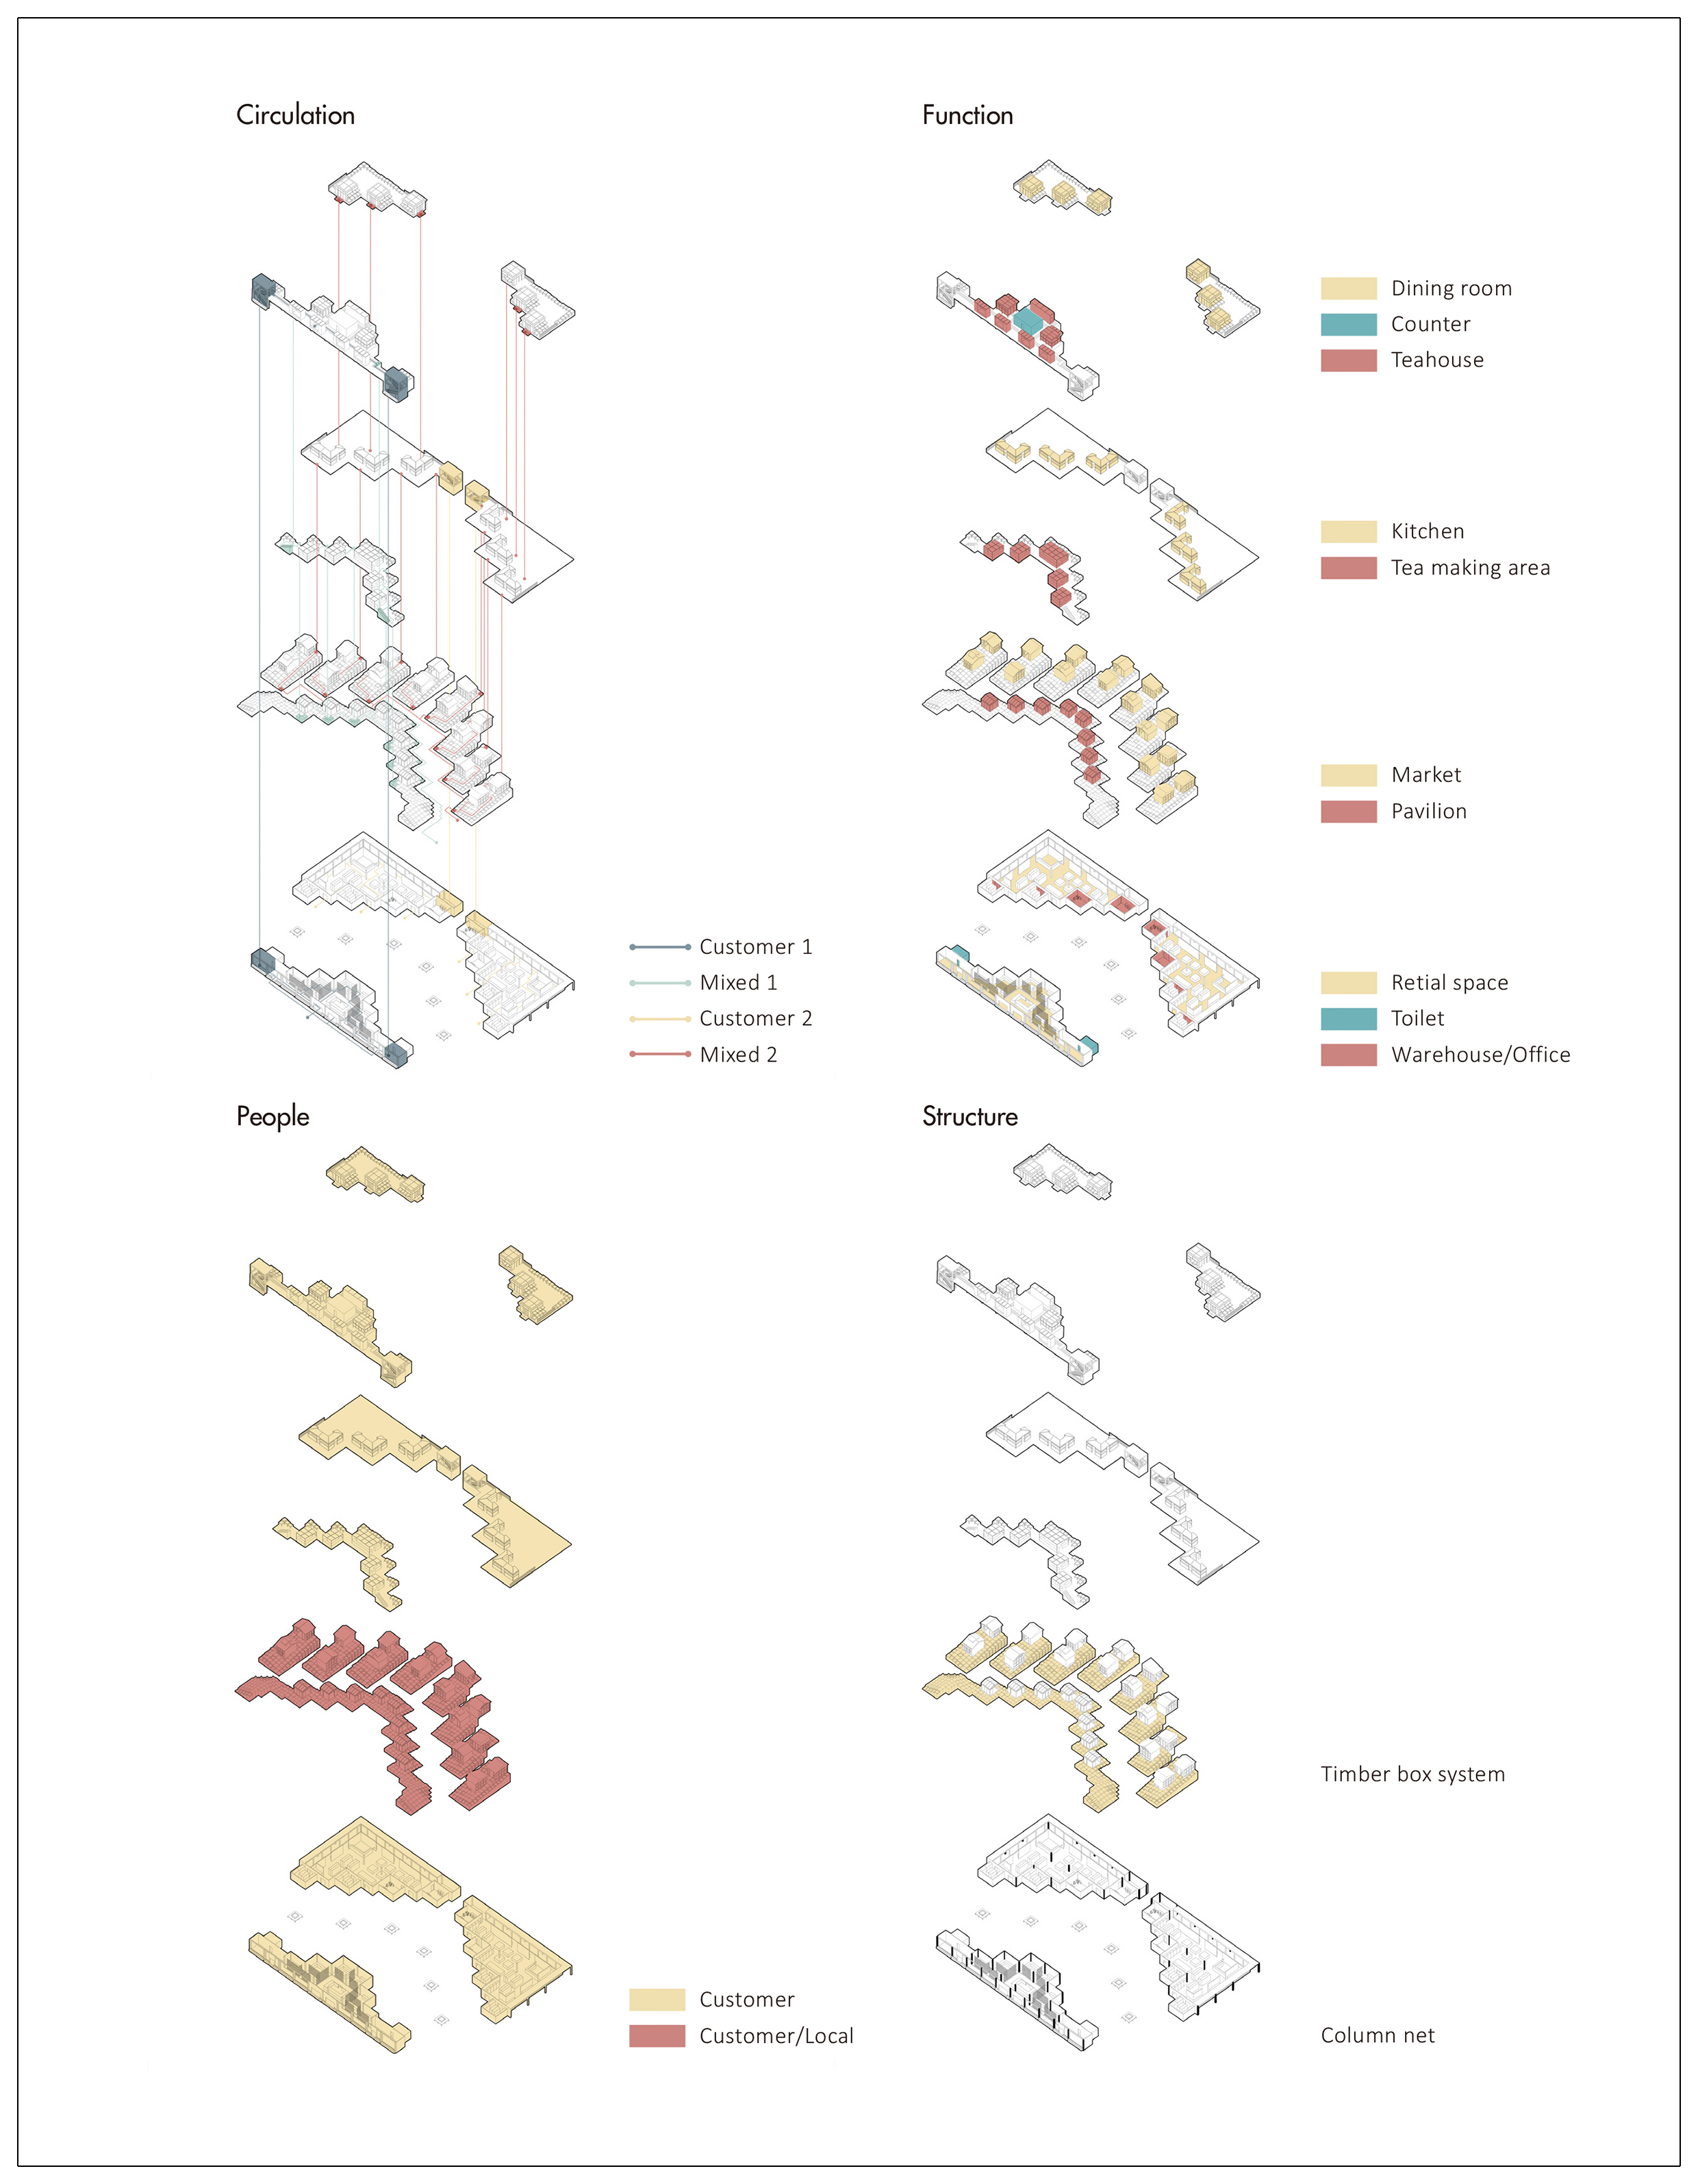 Circulation
Customer 1
Mixed 1
Customer 2
Mixed 2
Function
Dining room
Counter
Teahouse
Kitchen
Tea making area
Market
Pavilion
Retial space
Toilet
Warehouse/Office
People
Customer
Customer/Local
Structure
Timber box system
Column net